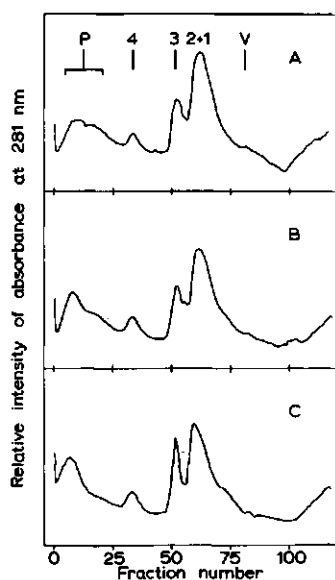 P 4 3 2+1 V
A
B
C
Relative intensity of absorbance at 281 nm
0 25 50 75 100
Fraction number